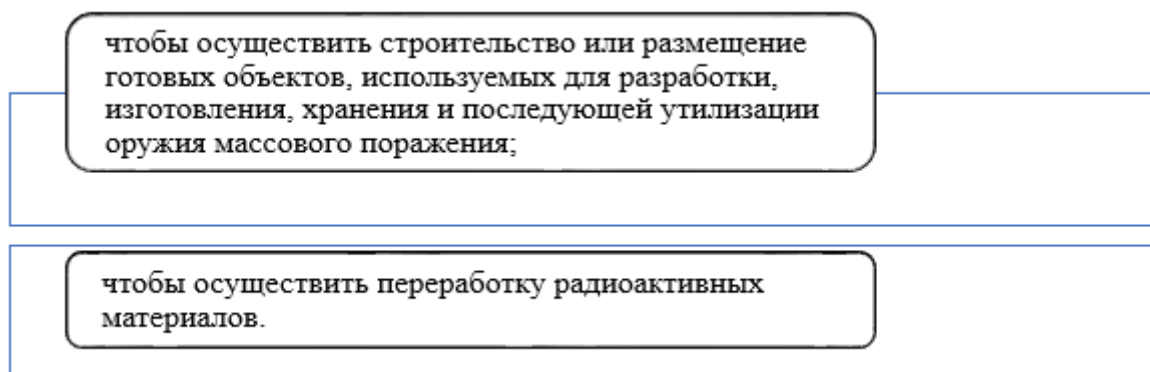 чтобы осуществить строительство или размещение
готовых объектов, используемых для разработки,
изготовления, хранения и последующей утилизации
оружия массового поражения;
чтобы осуществить переработку радиоактивных
материалов.